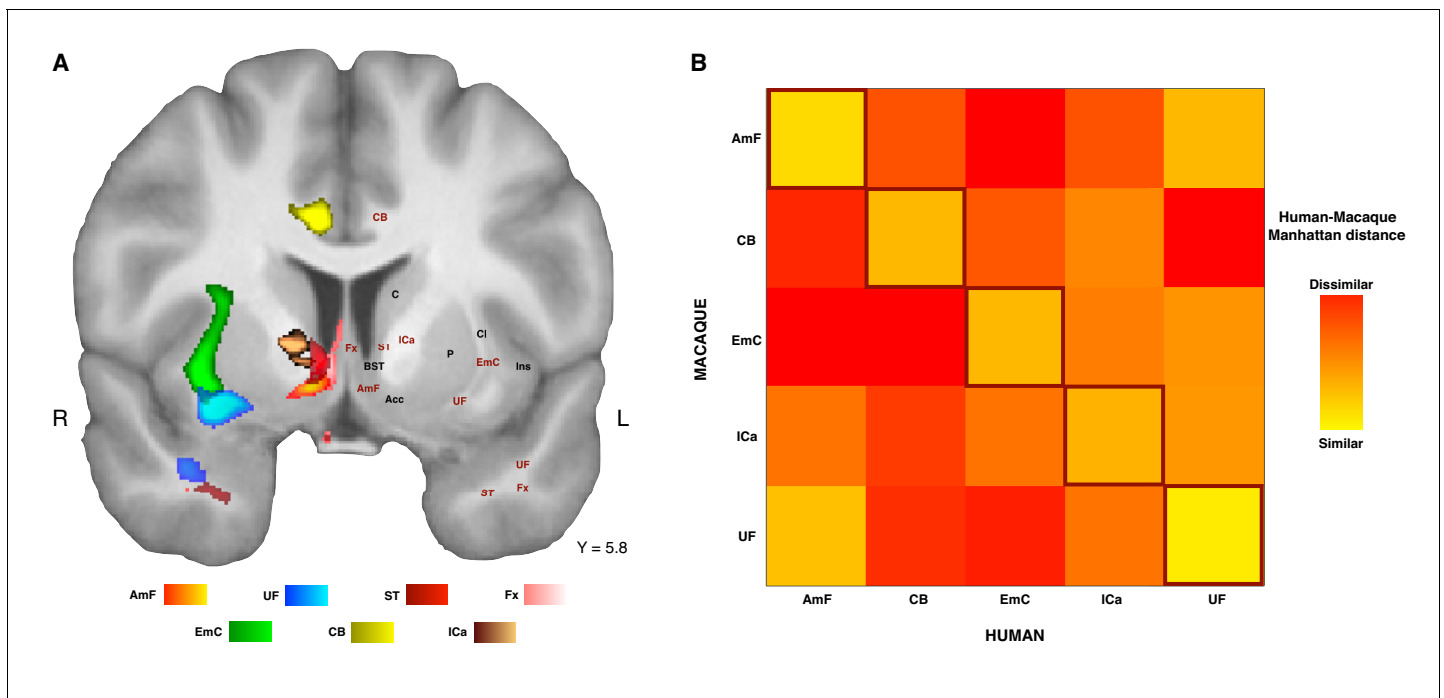 A
CB
C
ICa
ST
Fx
BST
Cl
P
EmC
Ins
AmF
Acc
UF
R
L
UF
ST
Fx
Y = 5.8
AmF
UF
ST
Fx
EmC
CB
ICa
B
AmF
CB
EmC
ICa
UF
MACAQUE
AmF
CB
EmC
ICa
UF
HUMAN
Human-Macaque
Manhattan distance
Dissimilar
Similar